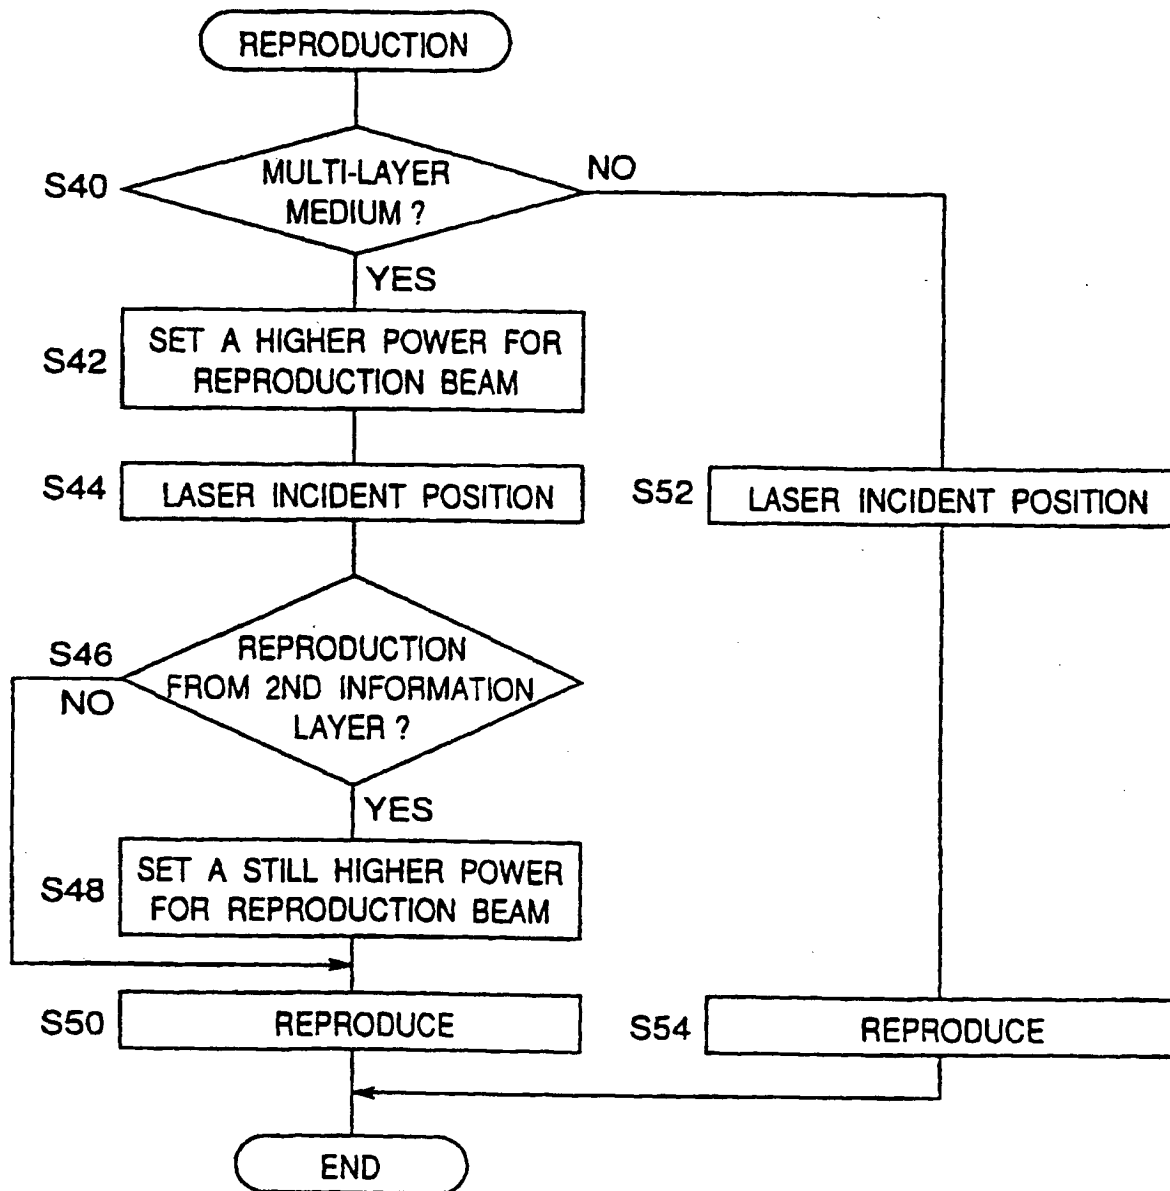 REPRODUCTION
S40
MULTI-LAYER
MEDIUM ?
NO
YES
S42
SET A HIGHER POWER FOR
REPRODUCTION BEAM
S44
LASER INCIDENT POSITION
S52
LASER INCIDENT POSITION
S46
NO
REPRODUCTION
FROM 2ND INFORMATION
LAYER ?
YES
S48
SET A STILL HIGHER POWER
FOR REPRODUCTION BEAM
S50
REPRODUCE
S54
REPRODUCE
END